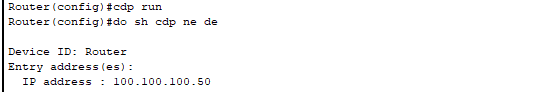 Router(config)#cdp run
Router(config)#do sh cdp ne de

Device ID: Router
Entry address(es):
  IP address : 100.100.100.50